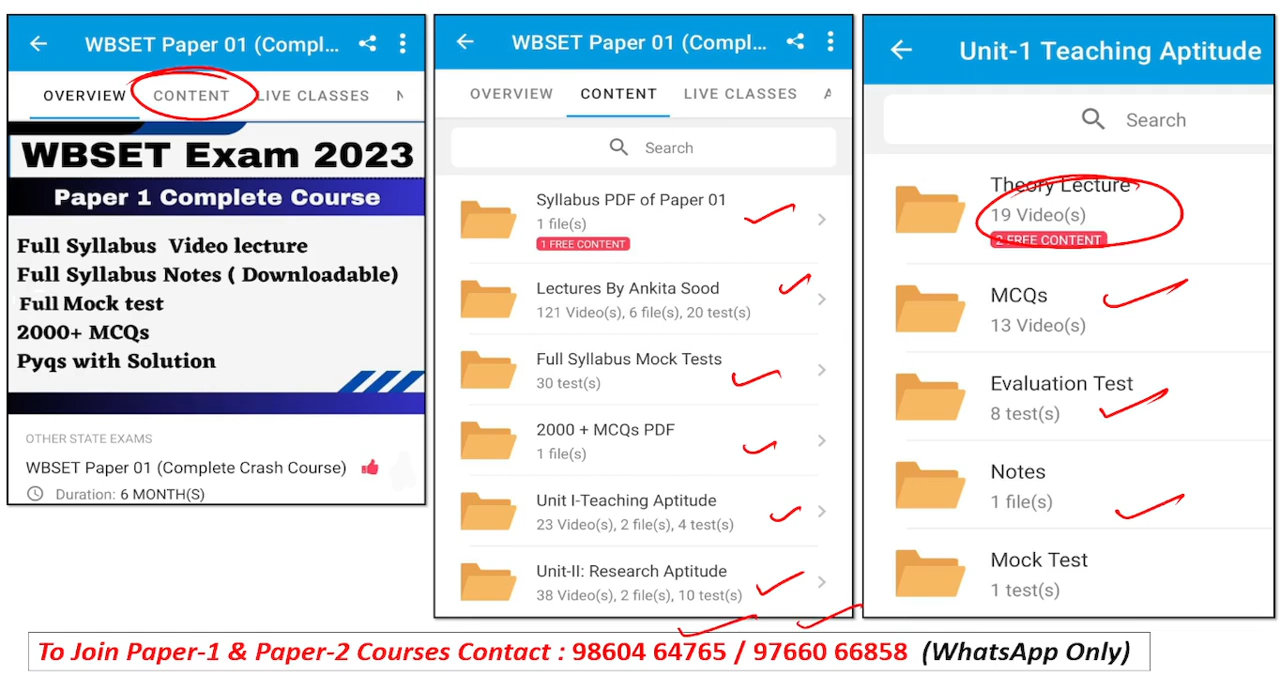 WBSET Paper 01 (Compl...
OVERVIEW CONTENT LIVE CLASSES
WBSET Exam 2023
Paper 1 Complete Course
Full Syllabus Video lecture
Full Syllabus Notes ( Downloadable)
Full Mock test
2000+ MCQs
Pyqs with Solution
OTHER STATE EXAMS
WBSET Paper 01 (Complete Crash Course)
Duration: 6 MONTH(S)
WBSET Paper 01 (Compl...
OVERVIEW CONTENT LIVE CLASSES
Search
Syllabus PDF of Paper 01
1 file(s)
1 FREE CONTENT
Lectures By Ankita Sood
121 Video(s), 6 file(s), 20 test(s)
Full Syllabus Mock Tests
30 test(s)
2000 + MCQs PDF
1 file(s)
Unit I-Teaching Aptitude
23 Video(s), 2 file(s), 4 test(s)
Unit-II: Research Aptitude
38 Video(s), 2 file(s), 10 test(s)
Unit-1 Teaching Aptitude
Search
Theory Lecture
19 Video(s)
2 FREE CONTENT
MCQs
13 Video(s)
Evaluation Test
8 test(s)
Notes
1 file(s)
Mock Test
1 test(s)
To Join Paper-1 & Paper-2 Courses Contact : 98604 64765 / 97660 66858 (WhatsApp Only)